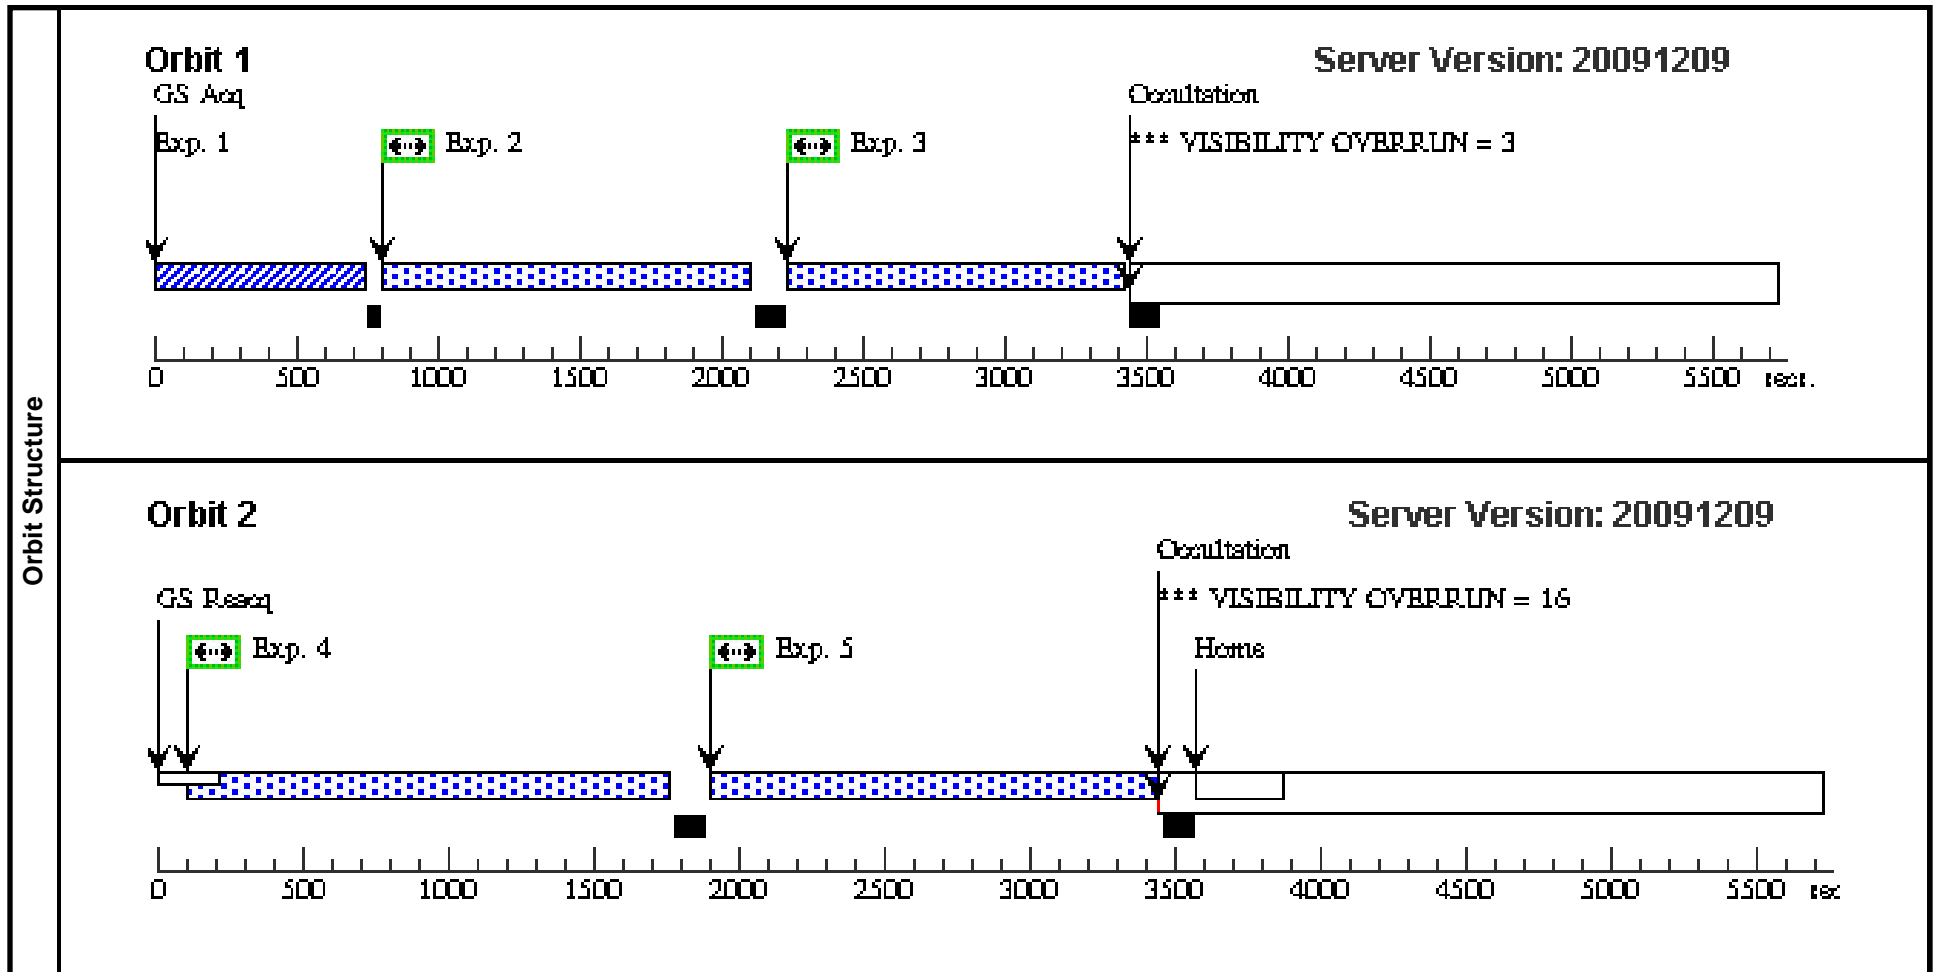 Orbit Structure
Orbit 1
Server Version: 20091209
GS Acq
Occultation
Exp. 1
Exp. 2
Exp. 3
*** VISIBILITY OVERRUN = 3
0 500 1000 1500 2000 2500 3000 3500 4000 4500 5000 5500 secs.
Orbit 2
Server Version: 20091209
Occultation
GS Reacq
*** VISIBILITY OVERRUN = 16
Exp. 4
Exp. 5
Home
0 500 1000 1500 2000 2500 3000 3500 4000 4500 5000 5500 sec